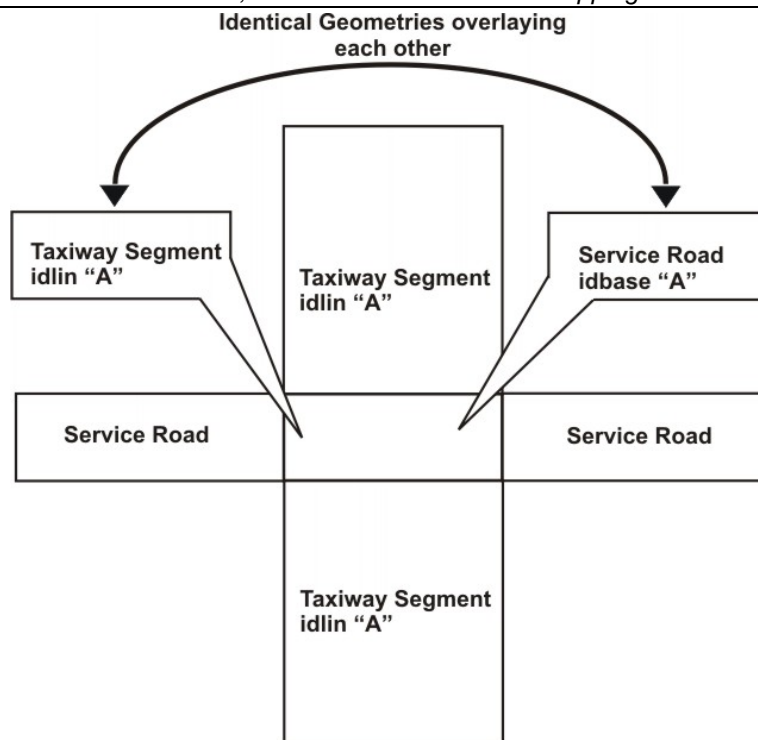 Identical Geometries overlaying
each other
Taxiway Segment
idlin “A”
Taxiway Segment
idlin “A”
Service Road
idbase “A”
Service Road
Service Road
Taxiway Segment
idlin “A”